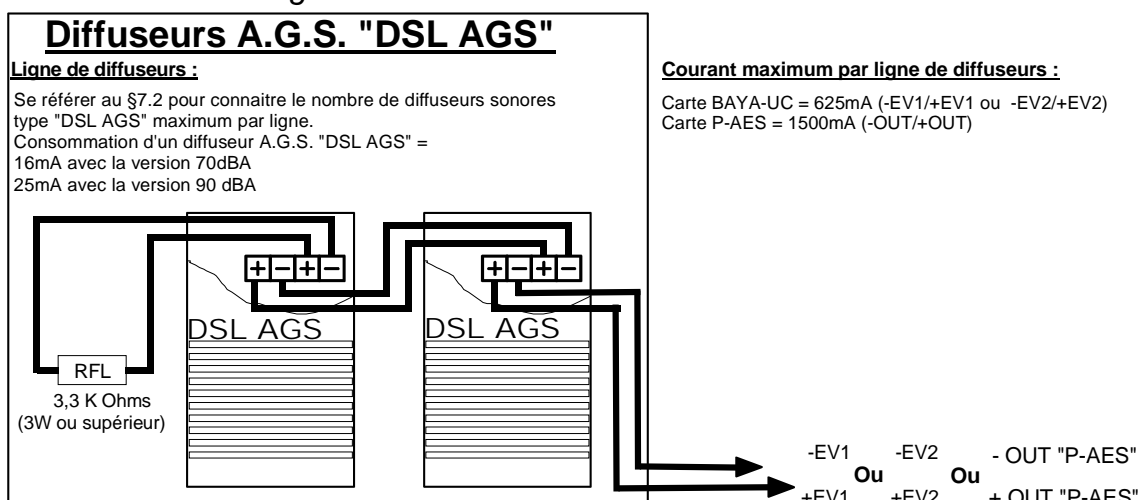 Diffuseurs A.G.S. "DSL AGS"
Ligne de diffuseurs :
Se référer au §7.2 pour connaitre le nombre de diffuseurs sonores
type "DSL AGS" maximum par ligne.
Consommation d'un diffuseur A.G.S. "DSL AGS" =
16mA avec la version 70dBA
25mA avec la version 90 dBA
Courant maximum par ligne de diffuseurs :
Carte BAYA-UC = 625mA (-EV1/+EV1 ou  -EV2/+EV2)
Carte P-AES = 1500mA (-OUT/+OUT)
+ - + -
+ - + -
DSL AGS
DSL AGS
RFL
3,3 K Ohms
(3W ou supérieur)
-EV1 -EV2 - OUT "P-AES"
Ou Ou
+EV1 +EV2 + OUT "P-AES"